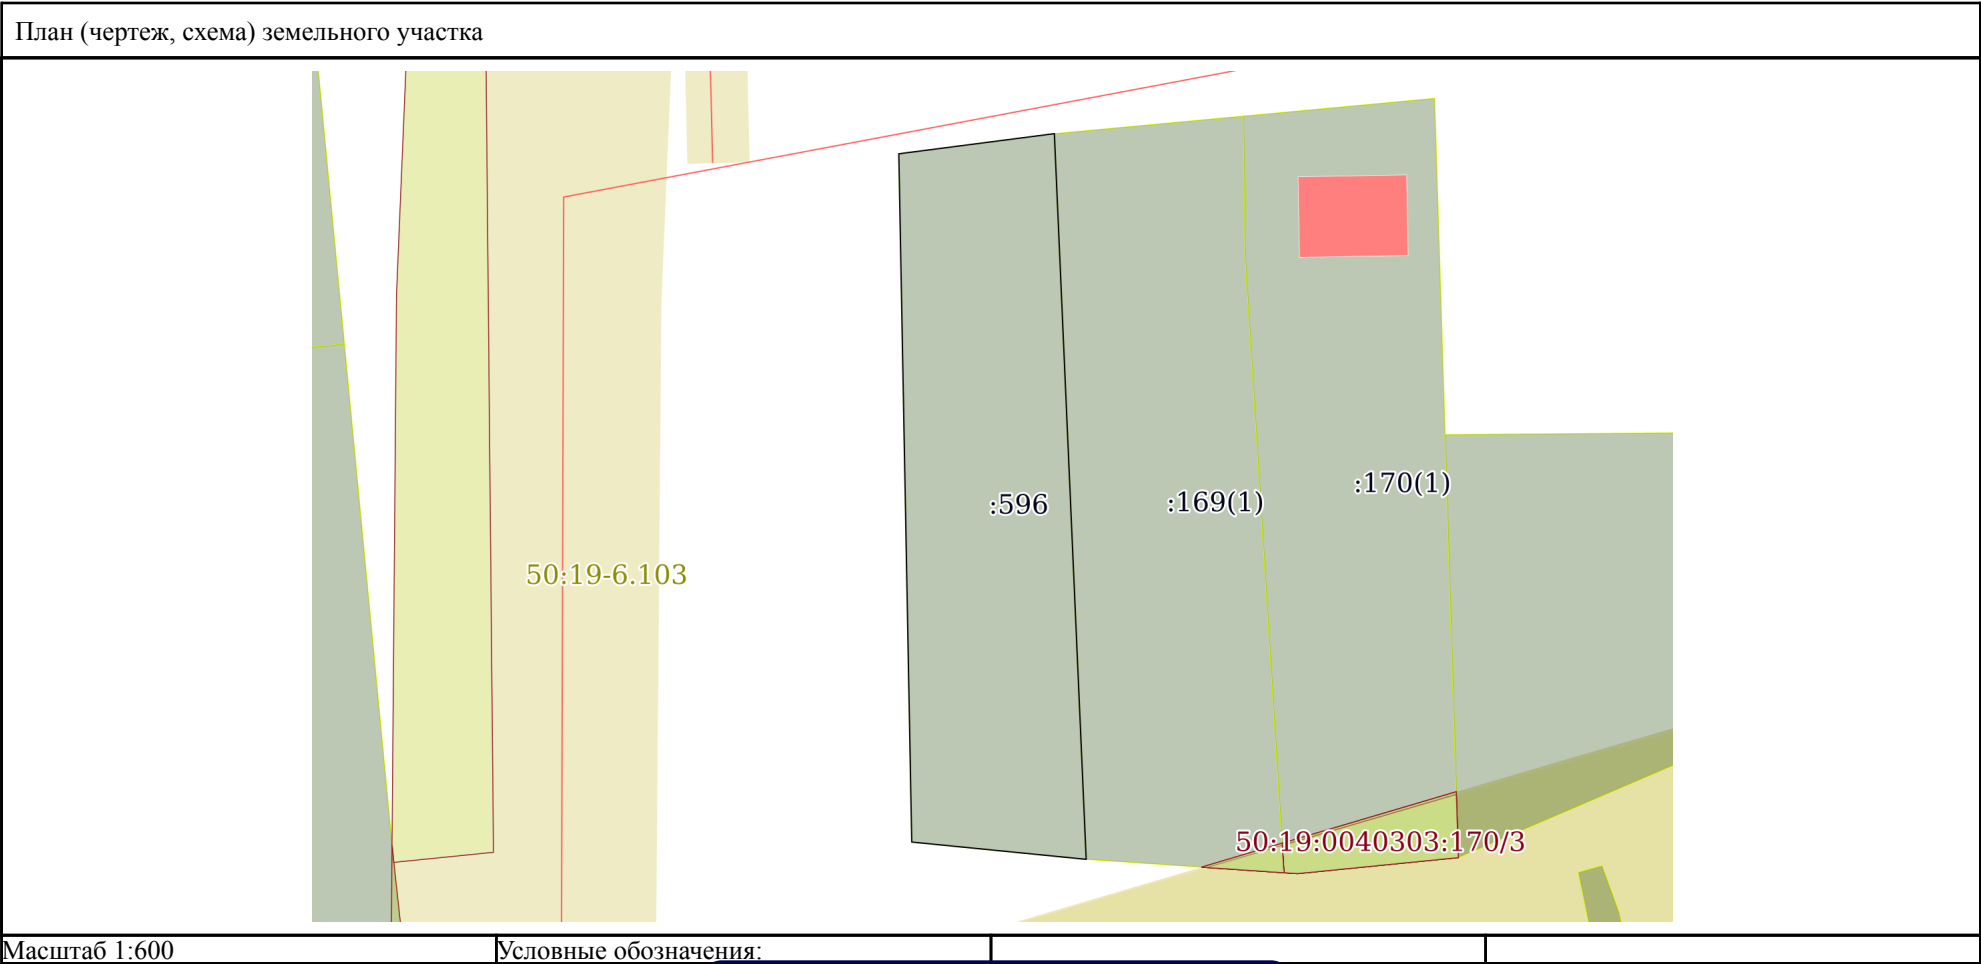 План (чертеж, схема) земельного участка
:170(1)
:596
:169(1)
50:19-6.103
50:19:0040303:170/3
Масштаб 1:600
Условные обозначения: